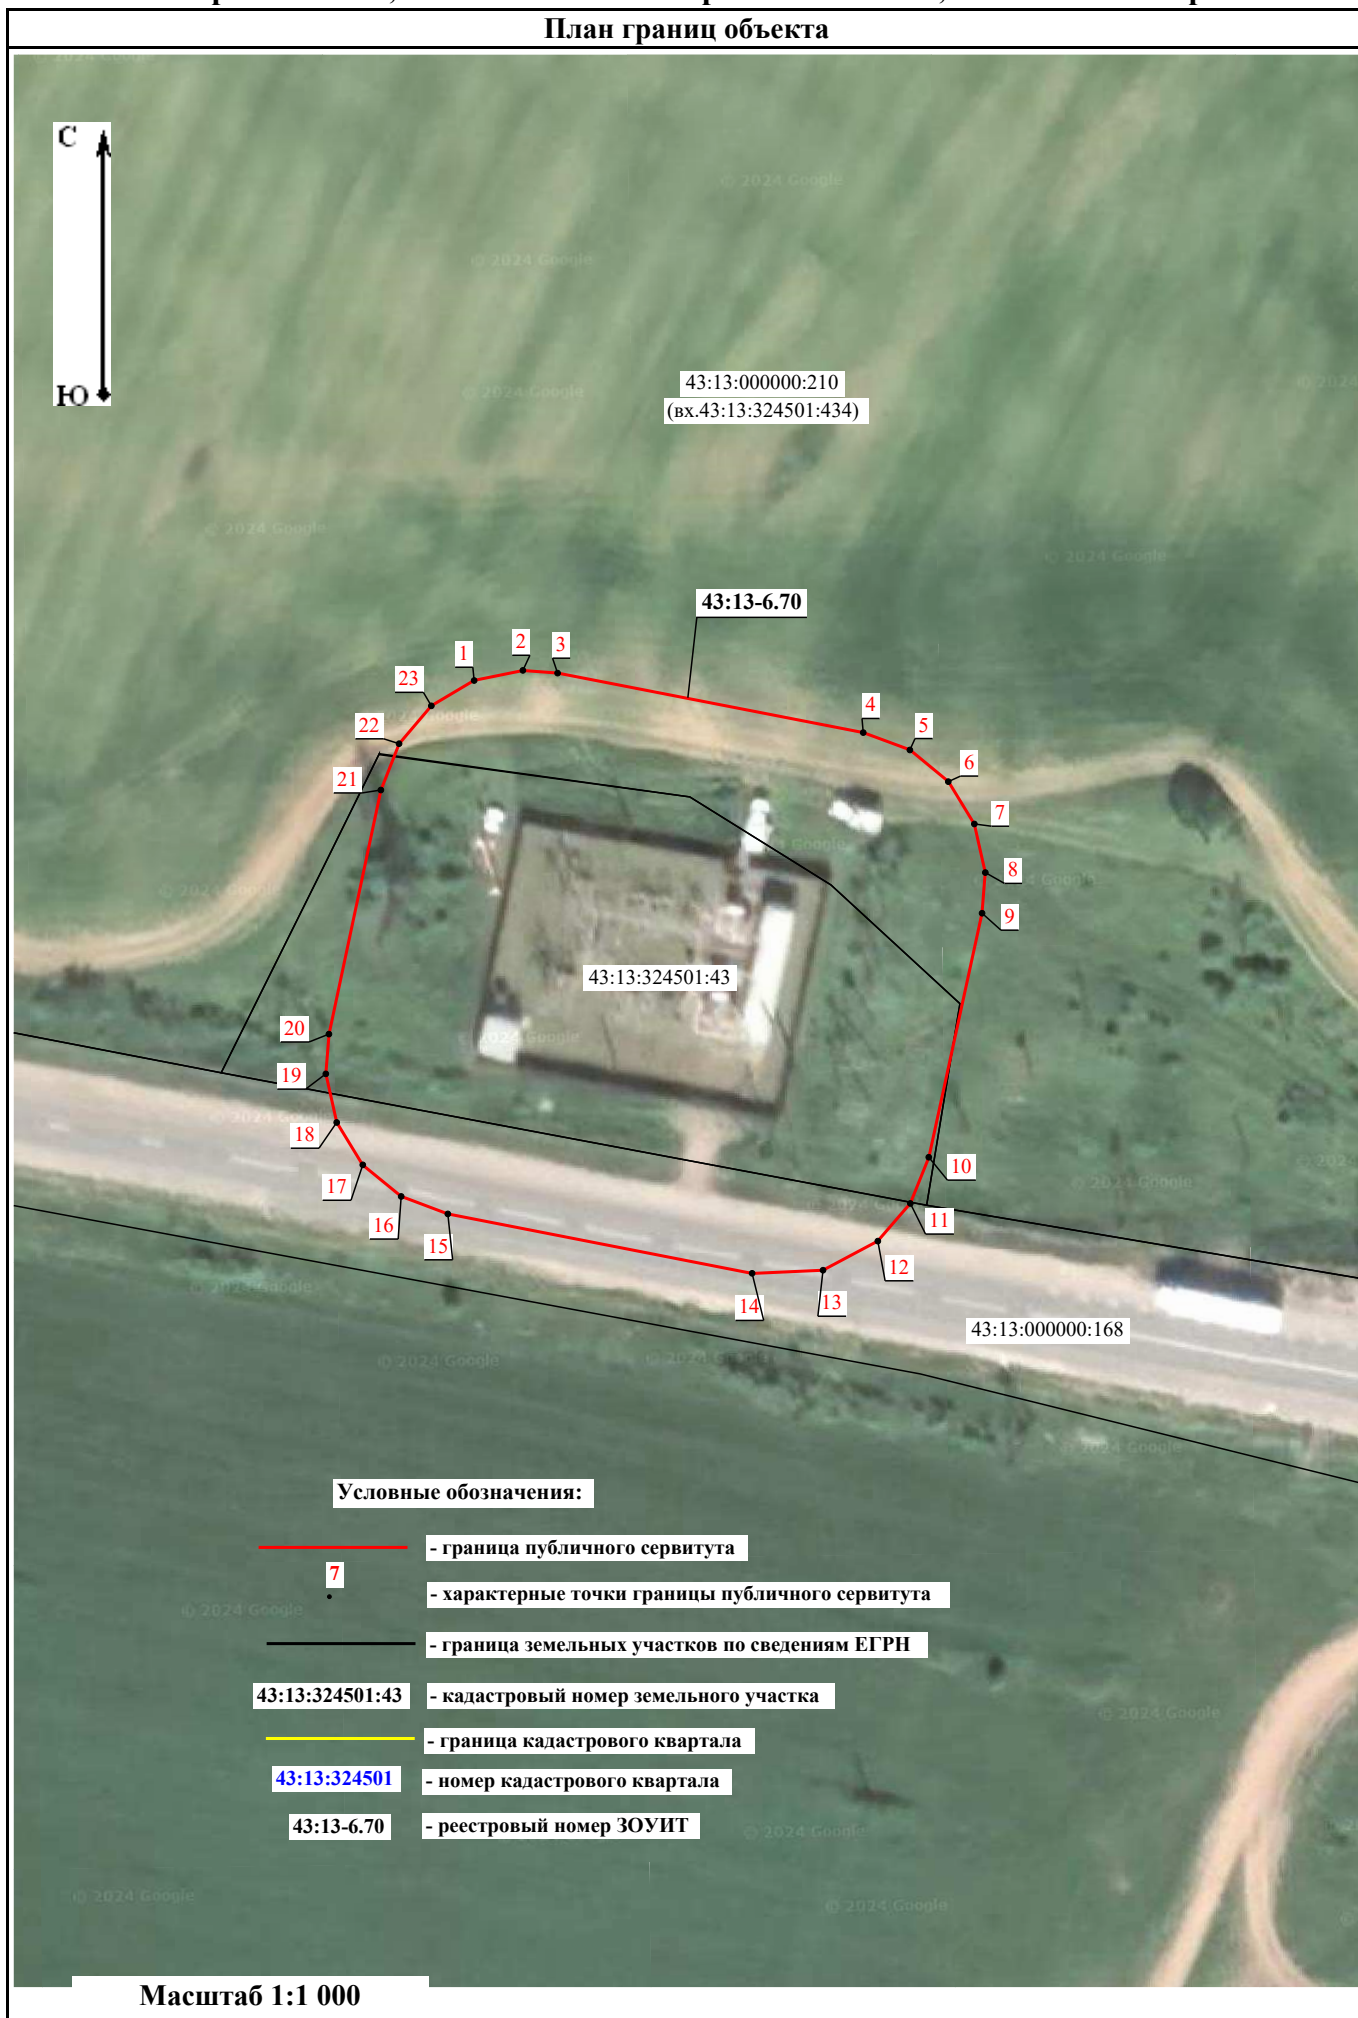 План границ объекта
С
Ю
43:13:000000:210
(вх.43:13:324501:434)
43:13-6.70
1
2
3
23
22
21
4
5
6
7
8
9
43:13:324501:43
20
19
18
17
16
15
14
13
12
11
10
43:13:000000:168
Условные обозначения:
- граница публичного сервитута
7
- характерные точки границы публичного сервитута
- граница земельных участков по сведениям ЕГРН
43:13:324501:43 - кадастровый номер земельного участка
- граница кадастрового квартала
43:13:324501 - номер кадастрового квартала
43:13-6.70 - реестровый номер ЗОУИТ
© 2024 Google
Масштаб 1:1 000